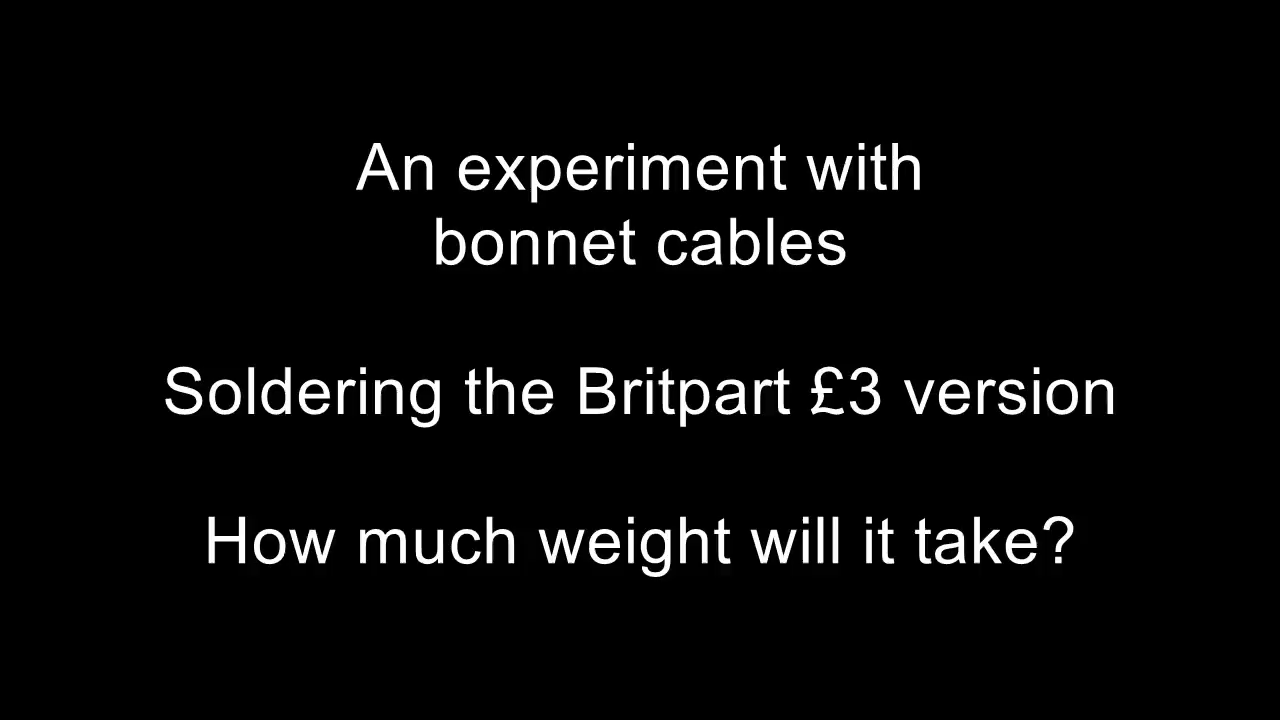 An experiment with
bonnet cables
Soldering the Britpart £3 version
How much weight will it take?